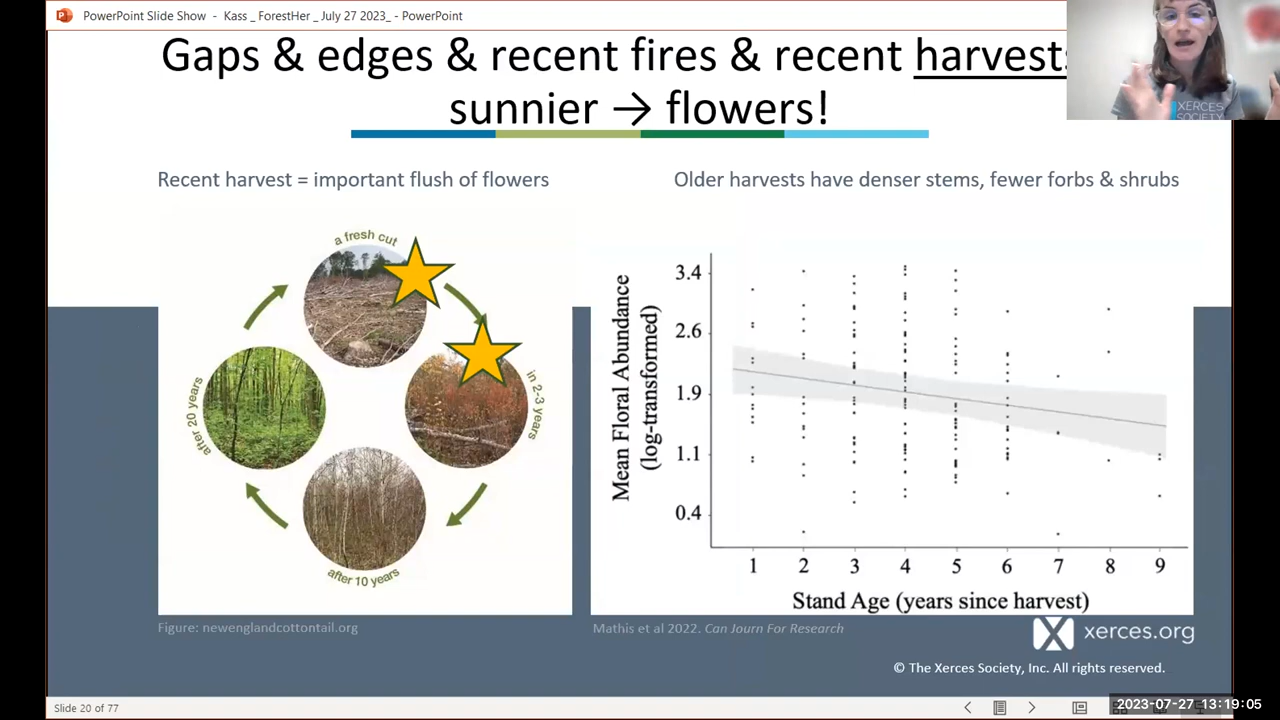 PowerPoint Slide Show - Kass _ ForestHer _ July 27 2023_ - PowerPoint
Gaps & edges & recent fires & recent harvests
sunnier → flowers!
XERCES
SOCIETY
Recent harvest = important flush of flowers
Older harvests have denser stems, fewer forbs & shrubs
a fresh cut
in 2-3 years
after 10 years
after 20 years
Mean Floral Abundance
(log-transformed)
3.4
2.6
1.9
1.1
0.4
1 2 3 4 5 6 7 8 9
Stand Age (years since harvest)
Figure: newenglandcottontail.org
Mathis et al 2022. Can Journ For Research
xerces.org
© The Xerces Society, Inc. All rights reserved.
Slide 20 of 77
2023-07-27 13:19:05